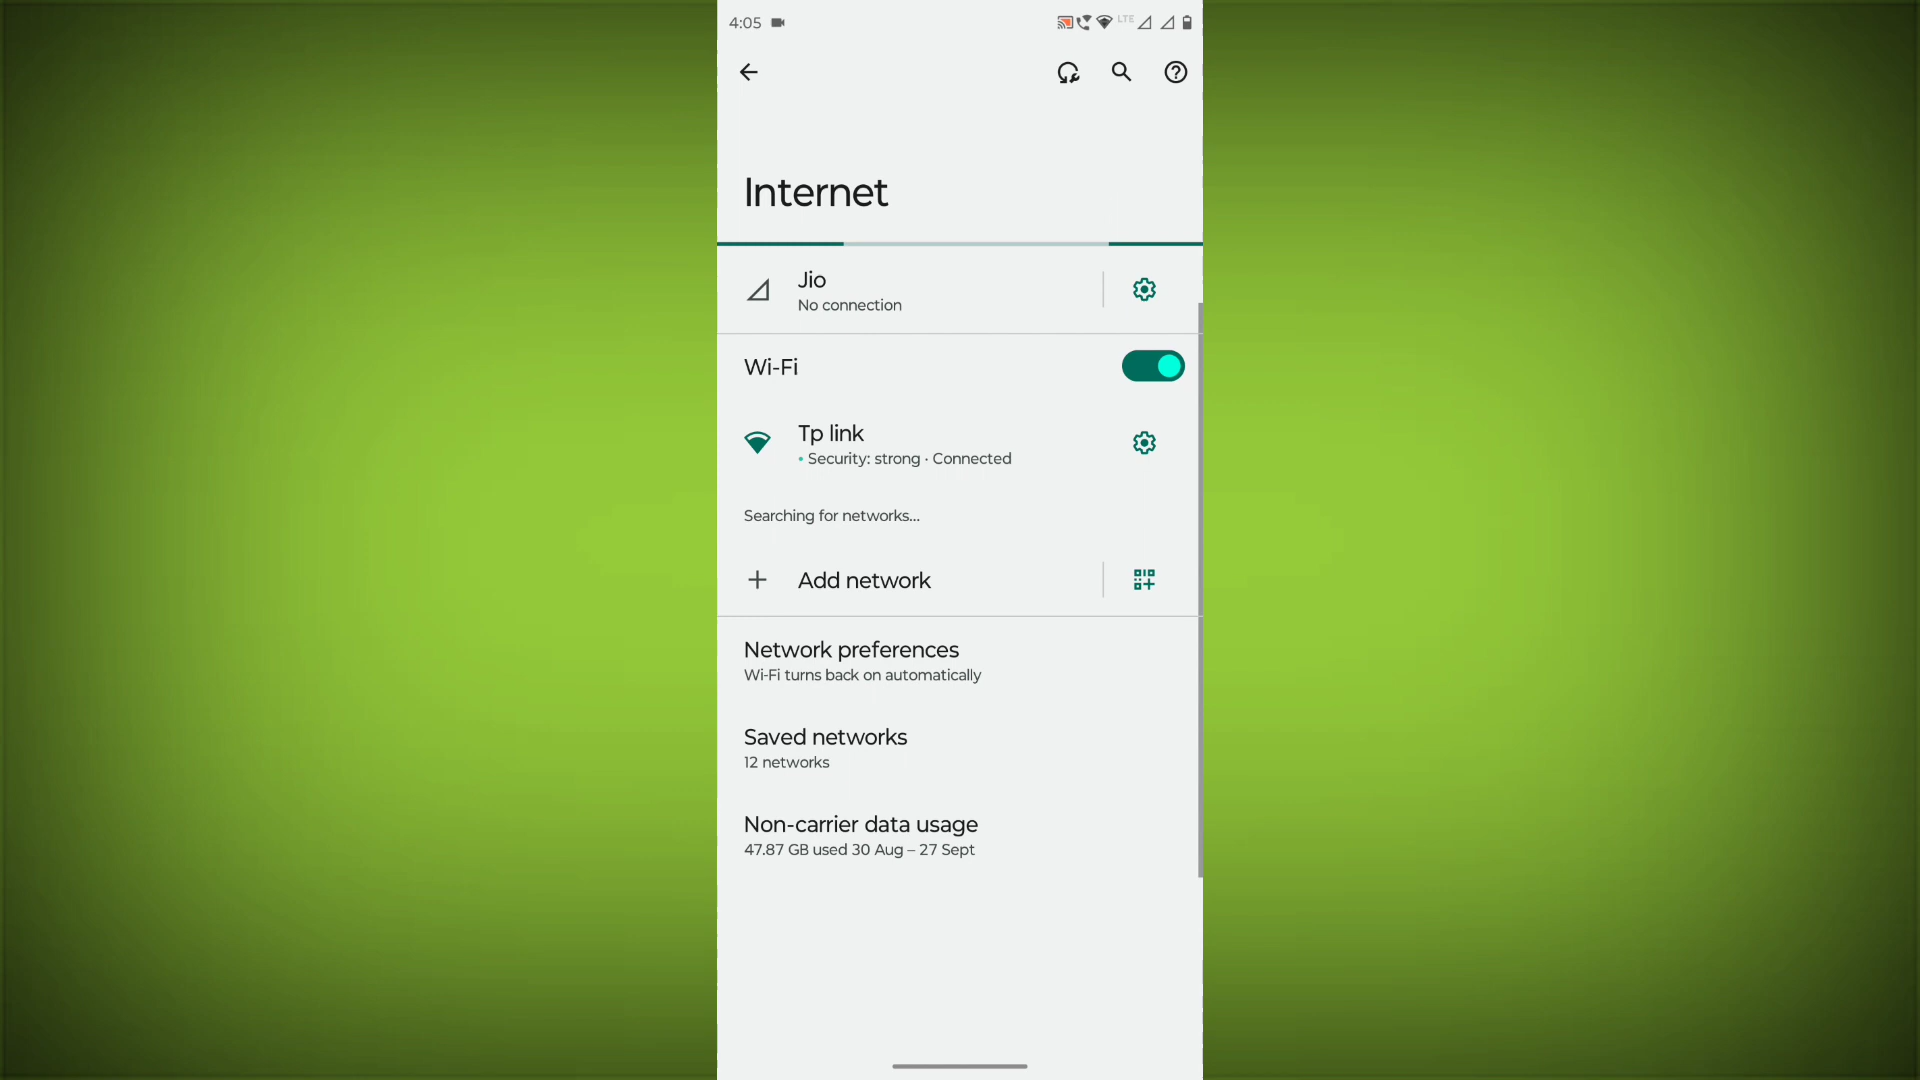 4:05
LTE
Internet
Jio
No connection
Wi-Fi
Tp link
Security: strong · Connected
Searching for networks...
Add network
Network preferences
Wi-Fi turns back on automatically
Saved networks
12 networks
Non-carrier data usage
47.87 GB used 30 Aug – 27 Sept